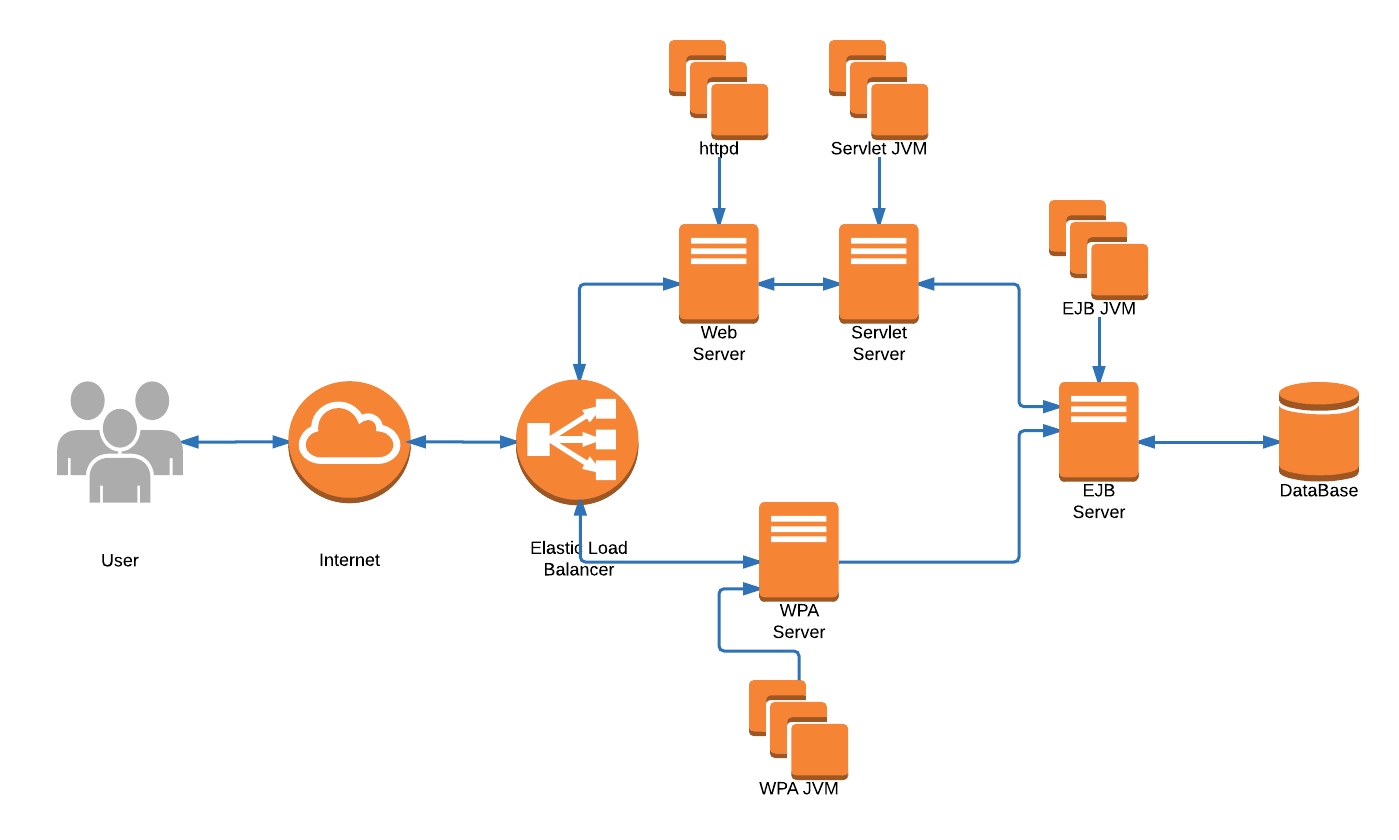 httpd
Servlet JVM
EJB JVM
Web
Server
Servlet
Server
EJB
Server
DataBase
User
Internet
Elastic Load
Balancer
WPA
Server
WPA JVM